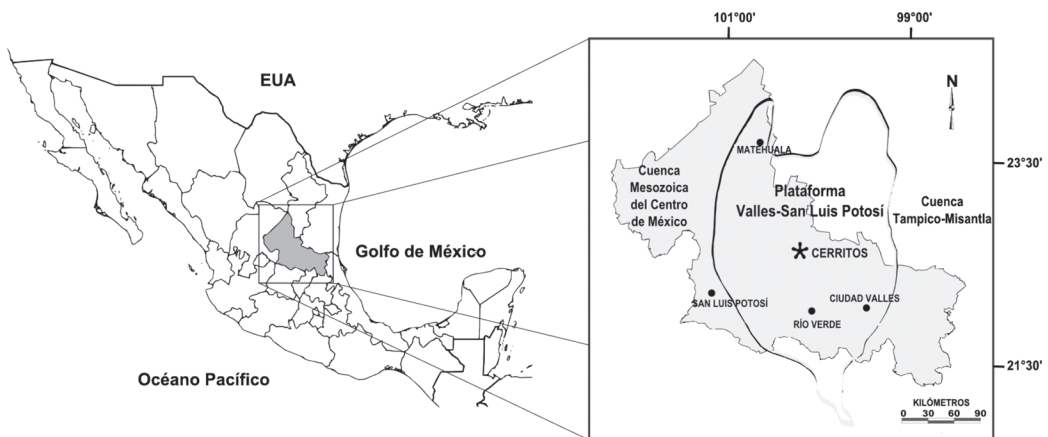 EUA
Golfo de México
Océano Pacífico
101°00'
99°00'
N
23°30'
21°30'
MATEHUALA
Cuenca
Mesozoica
del Centro
de México
Plataforma
Valles-San Luis Potosí
Cuenca
Tampico-Misantla
CERRITOS
SAN LUIS POTOSÍ
CIUDAD VALLES
RÍO VERDE
KILÓMETROS
0 30 60 90